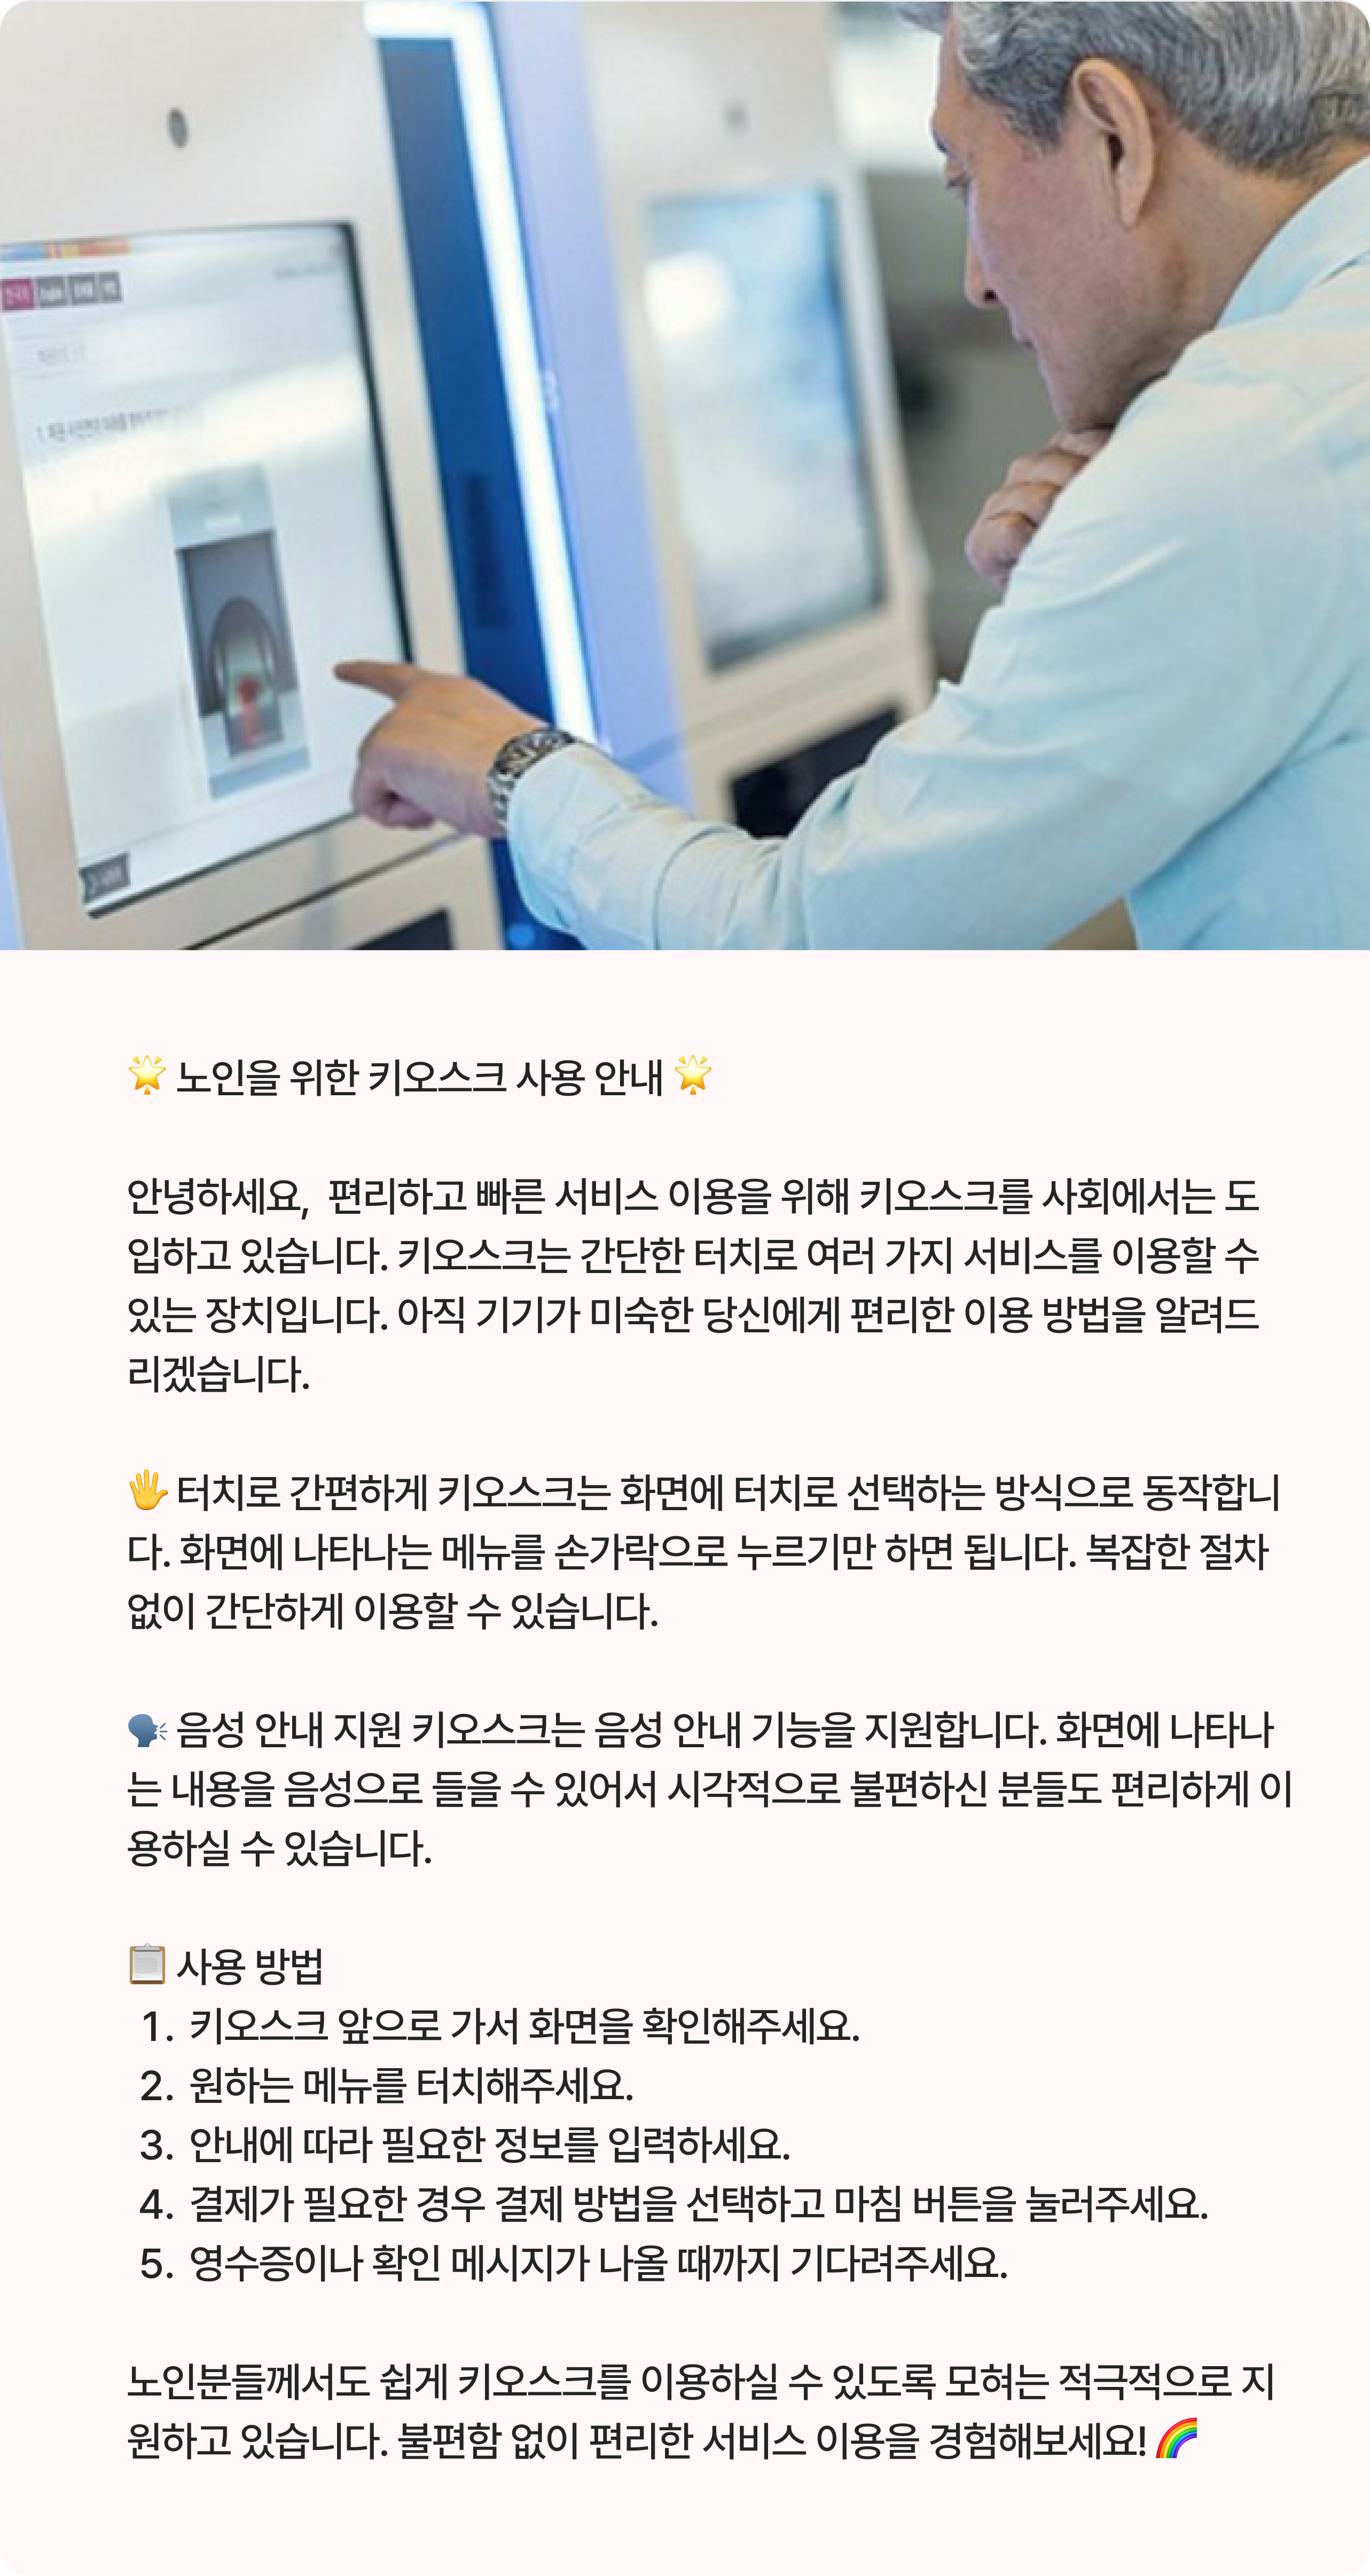 한국어
🌟 노인을 위한 키오스크 사용 안내 🌟
안녕하세요, 편리하고 빠른 서비스 이용을 위해 키오스크를 사회에서는 도
입하고 있습니다. 키오스크는 간단한 터치로 여러 가지 서비스를 이용할 수
있는 장치입니다. 아직 기기가 미숙한 당신에게 편리한 이용 방법을 알려드
리겠습니다.
🖐 터치로 간편하게 키오스크는 화면에 터치로 선택하는 방식으로 동작합니
다. 화면에 나타나는 메뉴를 손가락으로 누르기만 하면 됩니다. 복잡한 절차
없이 간단하게 이용할 수 있습니다.
🗣 음성 안내 지원 키오스크는 음성 안내 기능을 지원합니다. 화면에 나타나
는 내용을 음성으로 들을 수 있어서 시각적으로 불편하신 분들도 편리하게 이
용하실 수 있습니다.
📋 사용 방법
1. 키오스크 앞으로 가서 화면을 확인해주세요.
2. 원하는 메뉴를 터치해주세요.
3. 안내에 따라 필요한 정보를 입력하세요.
4. 결제가 필요한 경우 결제 방법을 선택하고 마침 버튼을 눌러주세요.
5. 영수증이나 확인 메시지가 나올 때까지 기다려주세요.
노인분들께서도 쉽게 키오스크를 이용하실 수 있도록 모혀는 적극적으로 지
원하고 있습니다. 불편함 없이 편리한 서비스 이용을 경험해보세요! 🌈